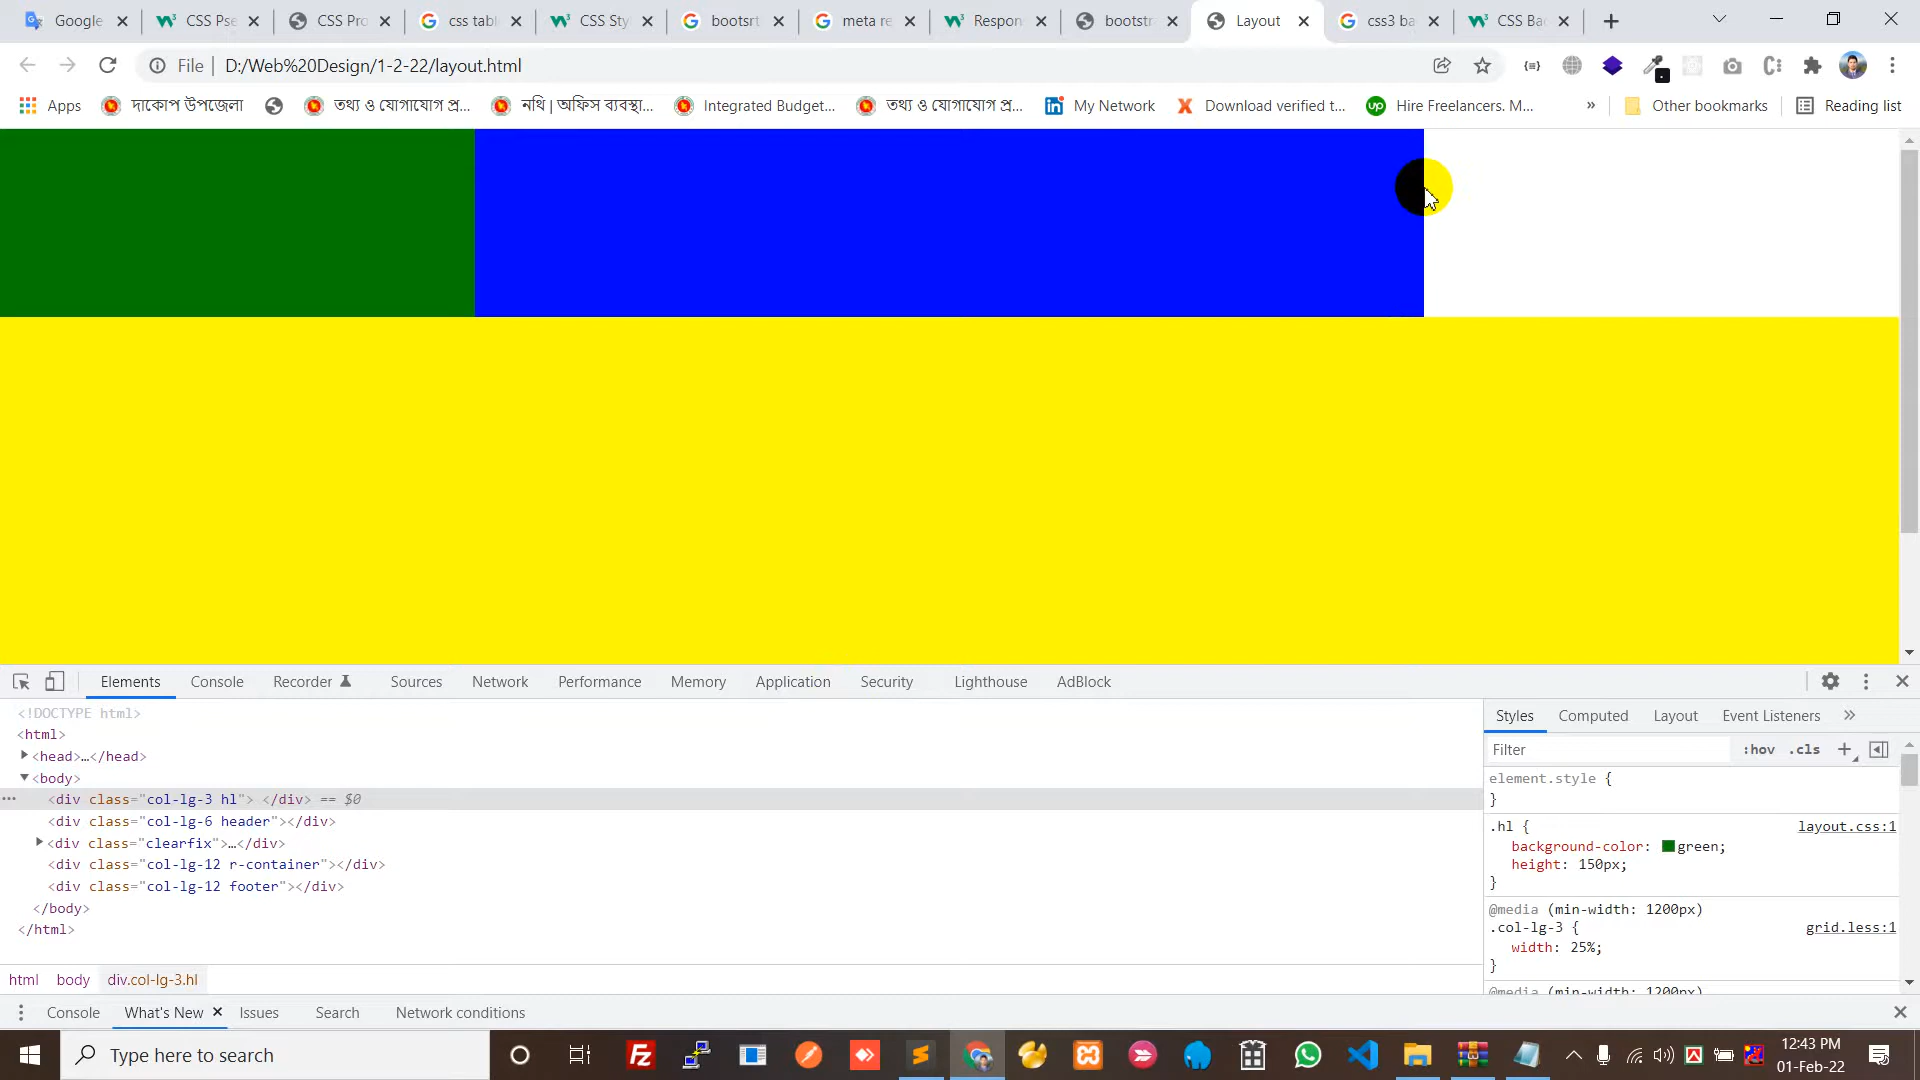 Google CSS Pse CSS Pro css tabl CSS Sty bootsrt meta re Respon bootstr Layout css3 ba CSS Bac
File D:/Web%20Design/1-2-22/layout.html
Apps দাকোপ উপজেলা তথ্য ও যোগাযোগ প্র... নথি | অফিস ব্যবস্থা... Integrated Budget... তথ্য ও যোগাযোগ প্র... My Network Download verified t... Hire Freelancers. M... » Other bookmarks Reading list
Elements Console Recorder Sources Network Performance Memory Application Security Lighthouse AdBlock
<!DOCTYPE html>
<html>
<head>…</head>
<body>
<div class="col-lg-3 hl"> </div> == $0
<div class="col-lg-6 header"></div>
<div class="clearfix">…</div>
<div class="col-lg-12 r-container"></div>
<div class="col-lg-12 footer"></div>
</body>
</html>
html body div.col-lg-3.hl
Styles Computed Layout Event Listeners »
Filter :hov .cls +
element.style {
}
.hl { layout.css:1
background-color: green;
height: 150px;
}
@media (min-width: 1200px)
.col-lg-3 { grid.less:1
width: 25%;
}
@media (min-width: 1200px)
Console What's New Issues Search Network conditions
Type here to search
12:43 PM
01-Feb-22